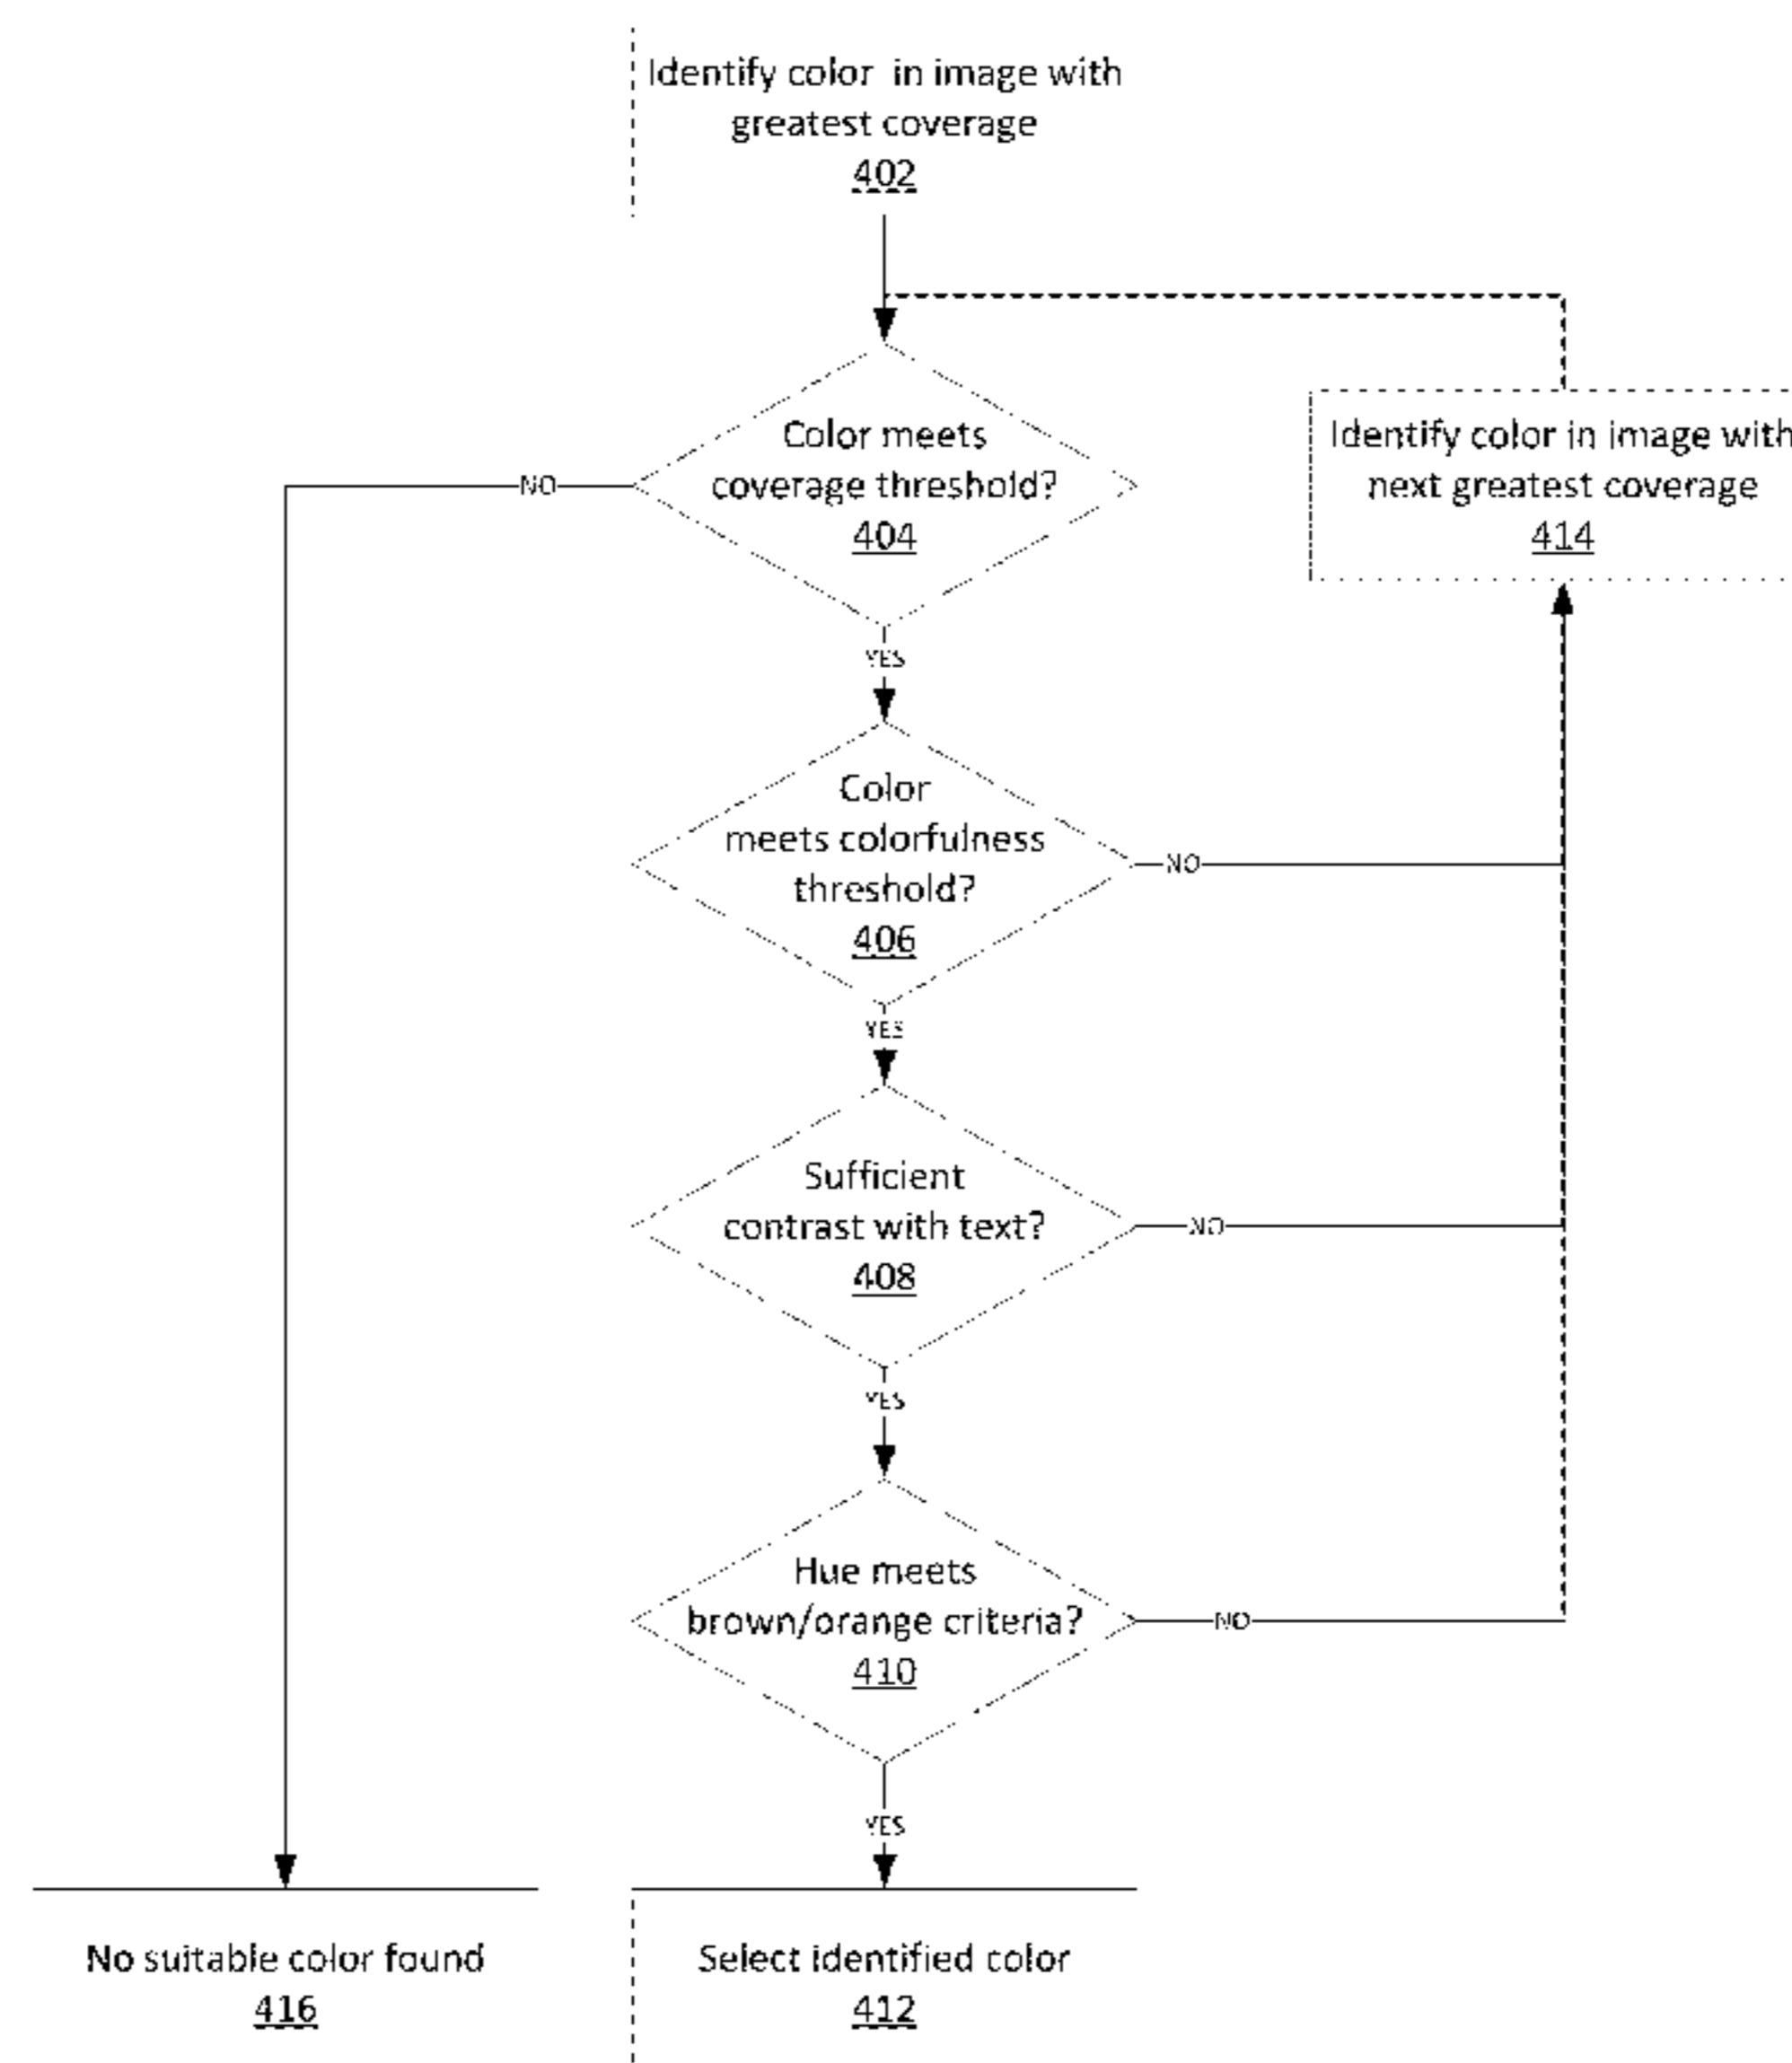 Identify color in image with
greatest coverage
402
Color meets
coverage threshold?
404
NO
Identify color in image with
next greatest coverage
414
YES
Color
meets colorfulness
threshold?
406
NO
YES
Sufficient
contrast with text?
408
NO
YES
Hue meets
brown/orange criteria?
410
NO
YES
No suitable color found
416
Select identified color
412